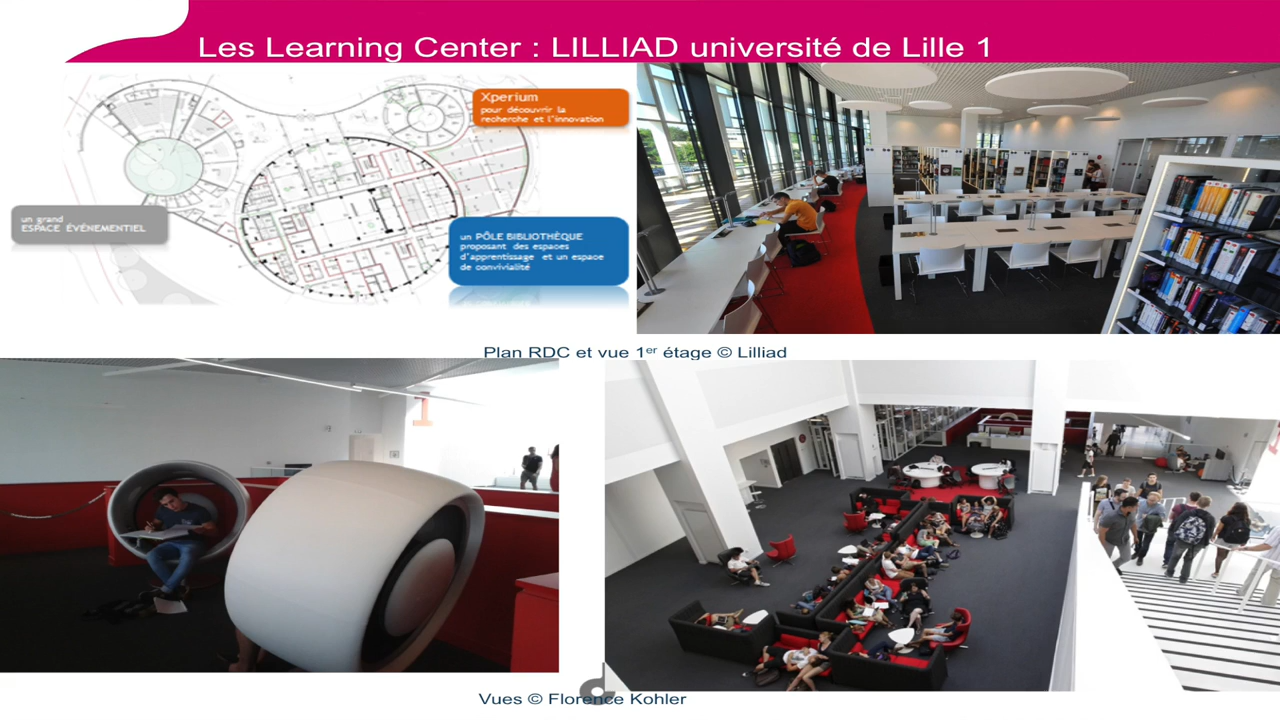 Les Learning Center : LILLIAD université de Lille 1
Xperium
pour découvrir la
recherche et l'innovation
un grand
ESPACE ÉVÉNEMENTIEL
un PÔLE BIBLIOTHÈQUE
proposant des espaces
d'apprentissage et un espace
de convivialité
Plan RDC et vue 1er étage © Lilliad
Vues © Florence Kohler